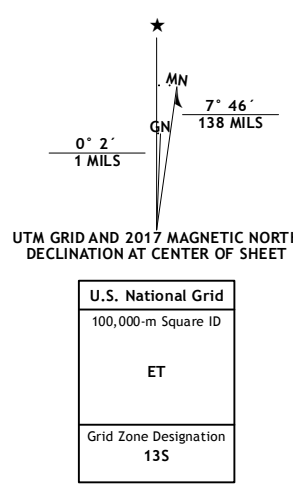 ★
MN
7° 46´
138 MILS
GN
0° 2´
1 MILS
UTM GRID AND 2017 MAGNETIC NORT
DECLINATION AT CENTER OF SHEET
U.S. National Grid
100,000-m Square ID
ET
Grid Zone Designation
13S